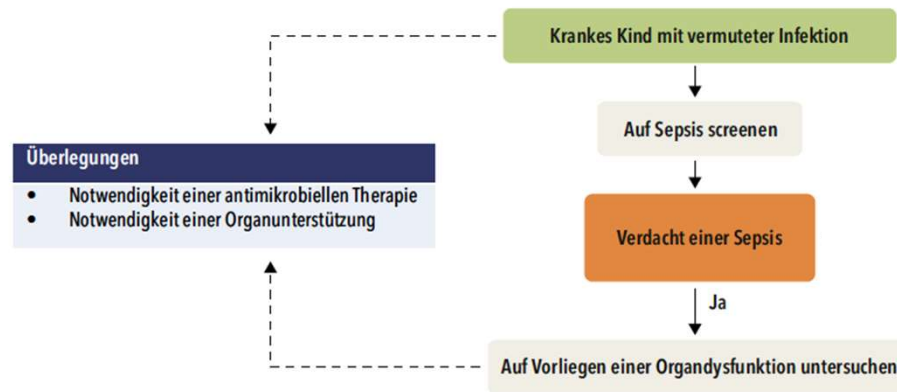 Krankes Kind mit vermuteter Infektion
Auf Sepsis screenen
Überlegungen
• Notwendigkeit einer antimikrobiellen Therapie
• Notwendigkeit einer Organunterstützung
Verdacht einer Sepsis
Ja
Auf Vorliegen einer Organdysfunktion untersuchen